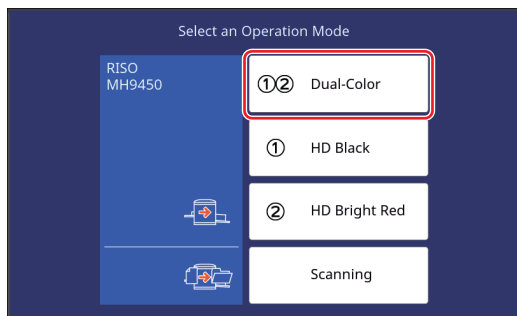 Select an Operation Mode
RISO
MH9450
①② Dual-Color
① HD Black
② HD Bright Red
Scanning